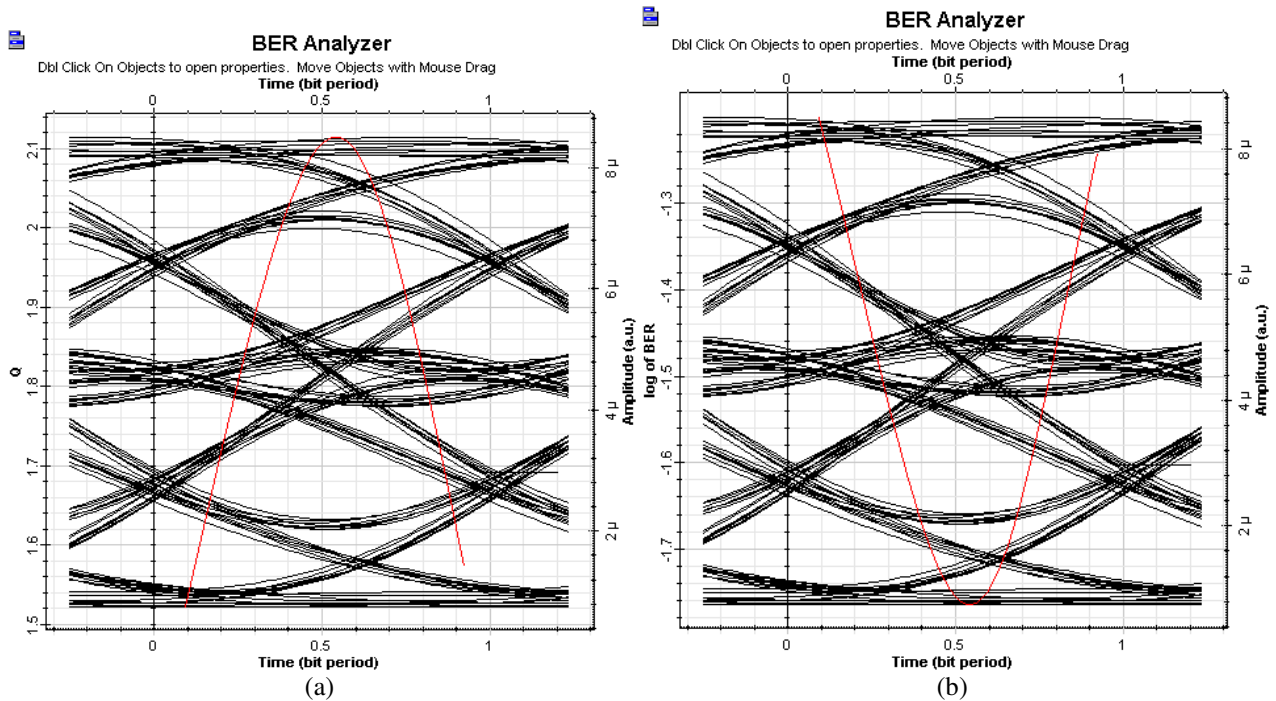 BER Analyzer
Dbl Click On Objects to open properties. Move Objects with Mouse Drag
Time (bit period)
0 0.5 1
2.1
2
1.9
1.8
1.7
1.6
1.5
Q
8 µ
6 µ
4 µ
2 µ
Amplitude (a.u.)
0 0.5 1
Time (bit period)
(a)
BER Analyzer
Dbl Click On Objects to open properties. Move Objects with Mouse Drag
Time (bit period)
0 0.5 1
-1.3
-1.4
-1.5
-1.6
-1.7
log of BER
8 µ
6 µ
4 µ
2 µ
Amplitude (a.u.)
0 0.5 1
Time (bit period)
(b)